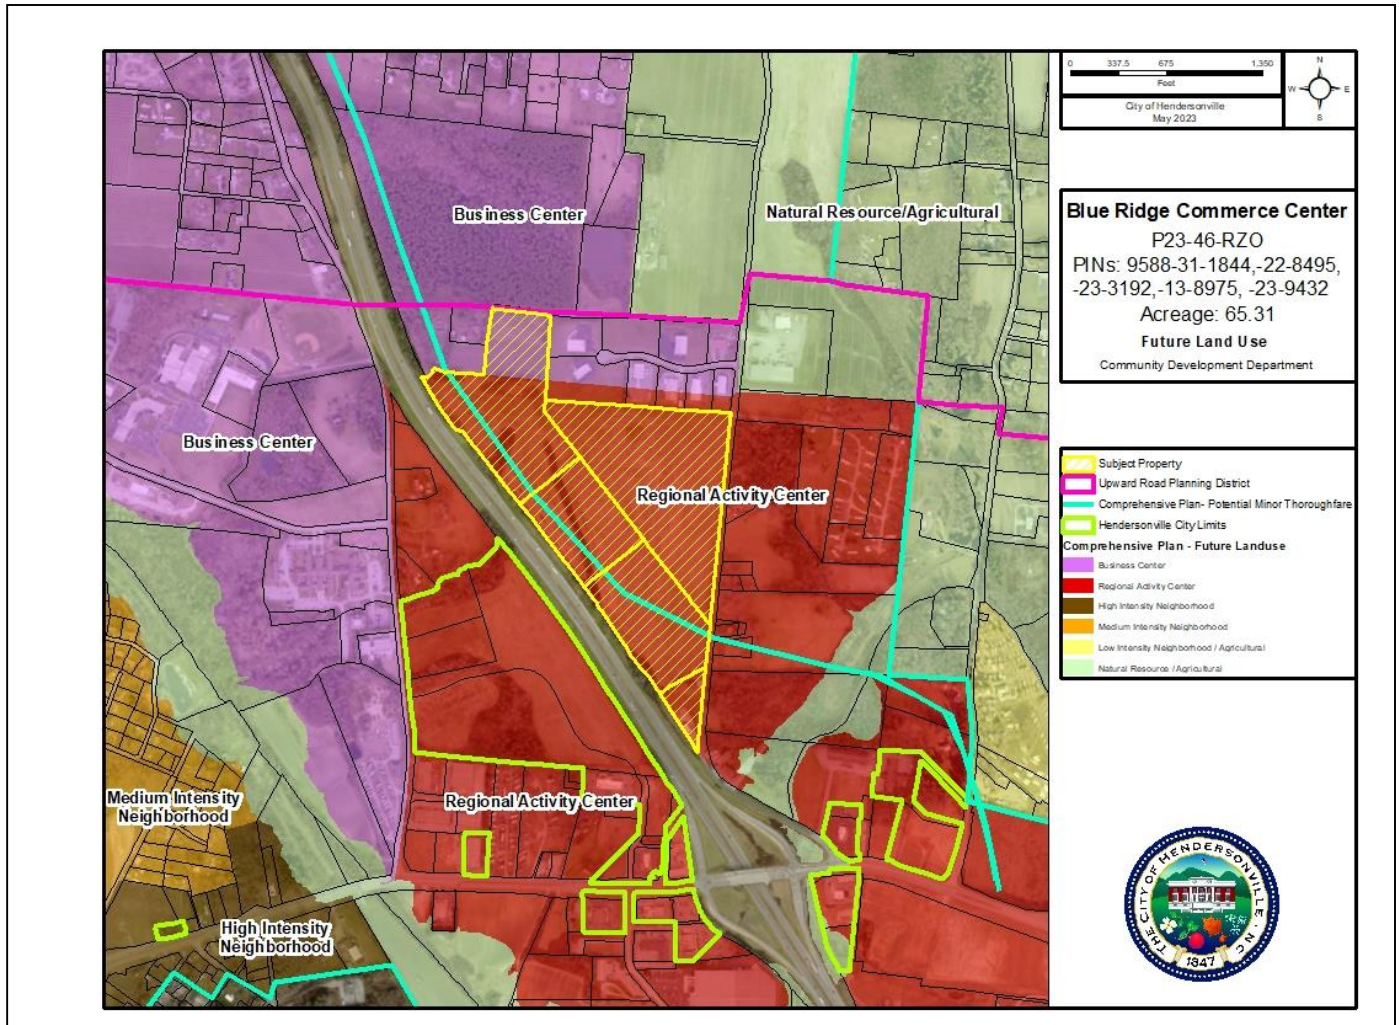 Business Center
Natural Resource/Agricultural
Business Center
Regional Activity Center
Medium Intensity
Neighborhood
Regional Activity Center
High Intensity
Neighborhood
0 337.5 675 1,350
Feet
City of Hendersonville
May 2023
N
W E
S
Blue Ridge Commerce Center
P23-46-RZO
PINs: 9588-31-1844,-22-8495,
-23-3192,-13-8975, -23-9432
Acreage: 65.31
Future Land Use
Community Development Department
Subject Property
Upward Road Planning District
Comprehensive Plan- Potential Minor Thoroughfare
Hendersonville City Limits
Comprehensive Plan - Future Landuse
Business Center
Regional Activity Center
High Intensity Neighborhood
Medium Intensity Neighborhood
Low Intensity Neighborhood / Agricultural
Natural Resource / Agricultural
THE CITY OF HENDERSONVILLE, NC
1847